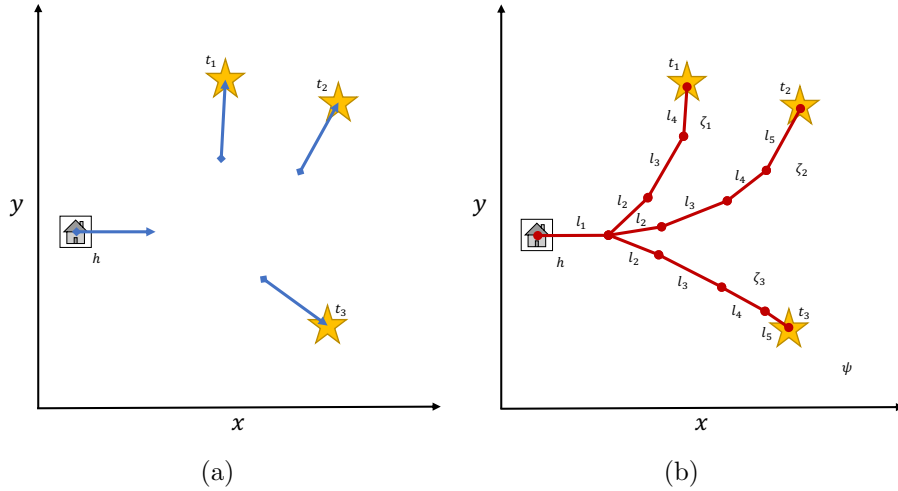 t₁
t₂
y
h
t₃
x
(a)
t₁
t₂
l₄
ζ₁
l₅
l₃
l₄
ζ₂
l₂
l₃
y
l₁
l₂
l₂
h
l₃
ζ₃
l₄
t₃
l₅
ψ
x
(b)